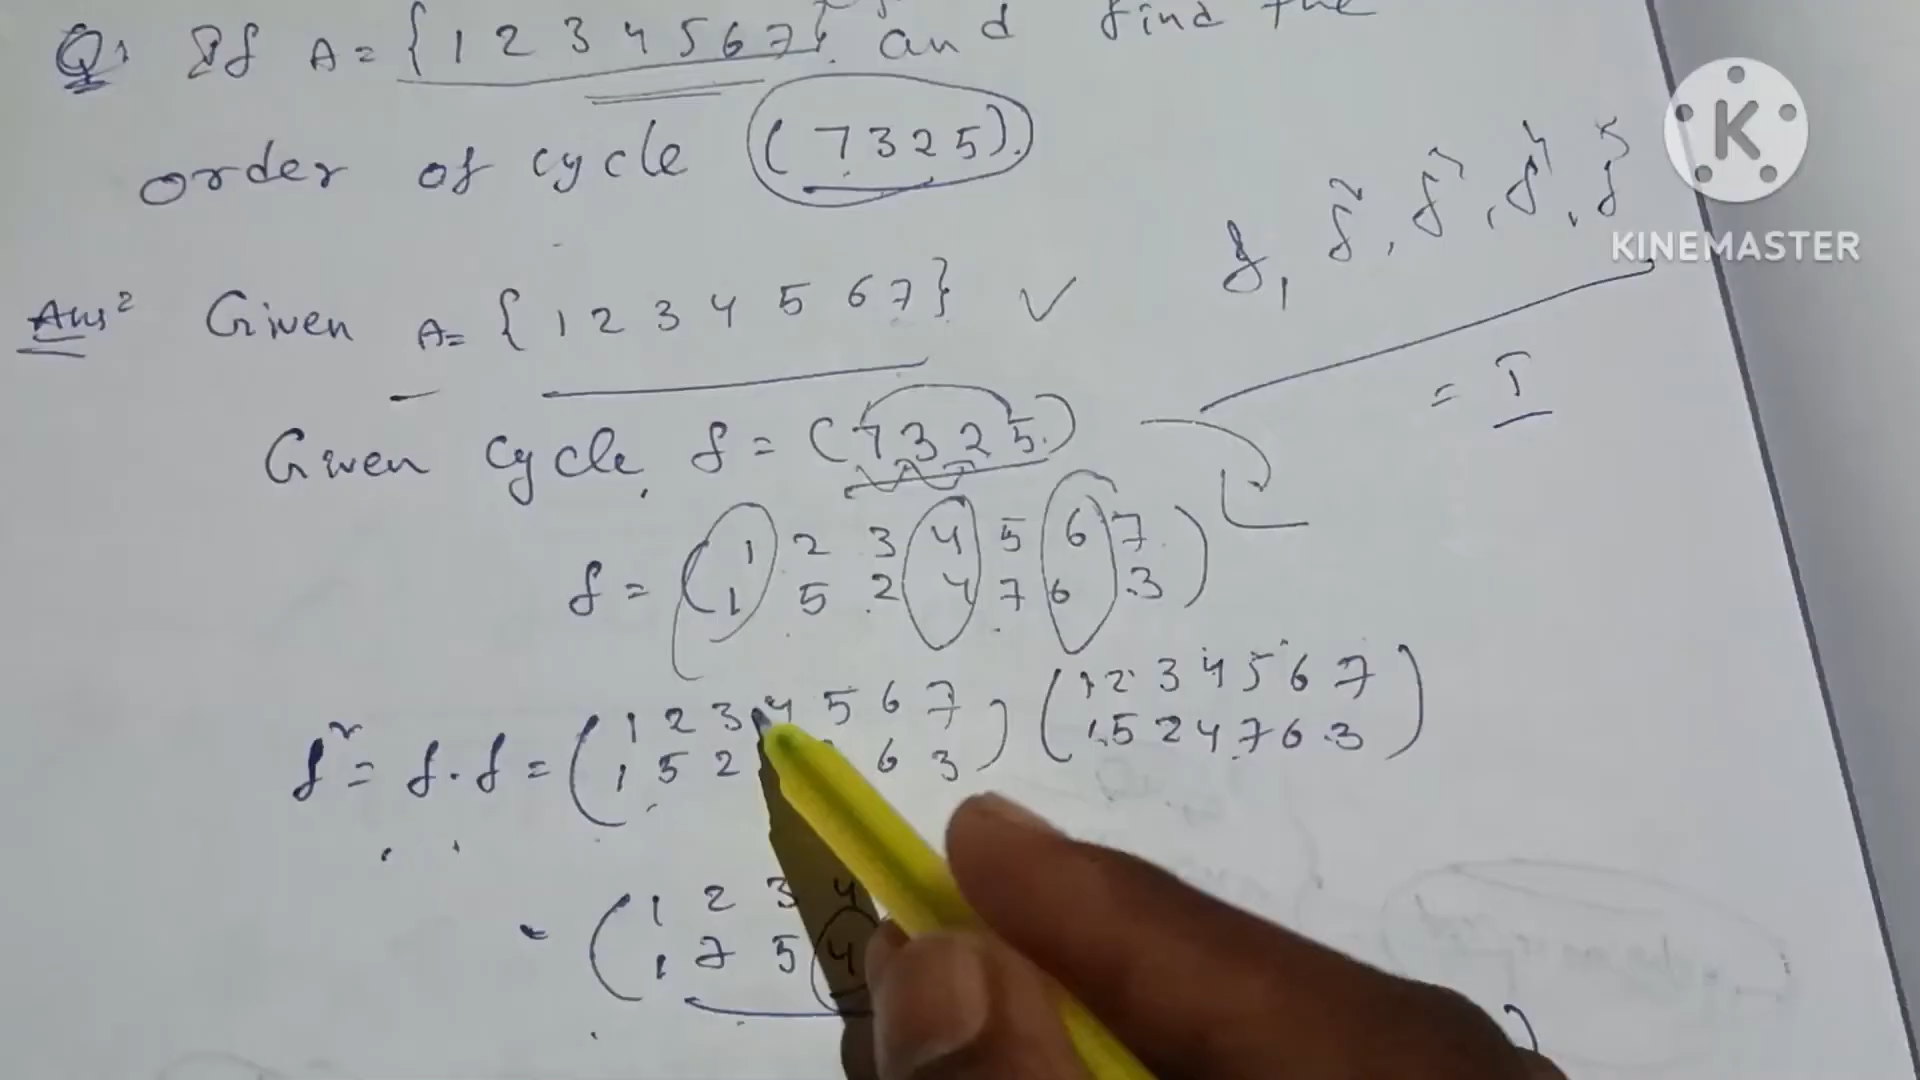 Q, If A = {1 2 3 4 5 6 7} and find the
order of cycle (7 3 2 5).
f, f², f³, f⁴, f⁵
= I
K
KINEMASTER
Ans² Given A = {1 2 3 4 5 6 7} ✓
Given cycle, f = (7 3 2 5)
f = (1 2 3 4 5 6 7
1 5 2 4 7 6 3)
f² = f . f = (1 2 3 4 5 6 7) (1 2 3 4 5 6 7)
1 5 2 6 3 1 5 2 4 7 6 3
= (1 2 3 4
1 7 5 4